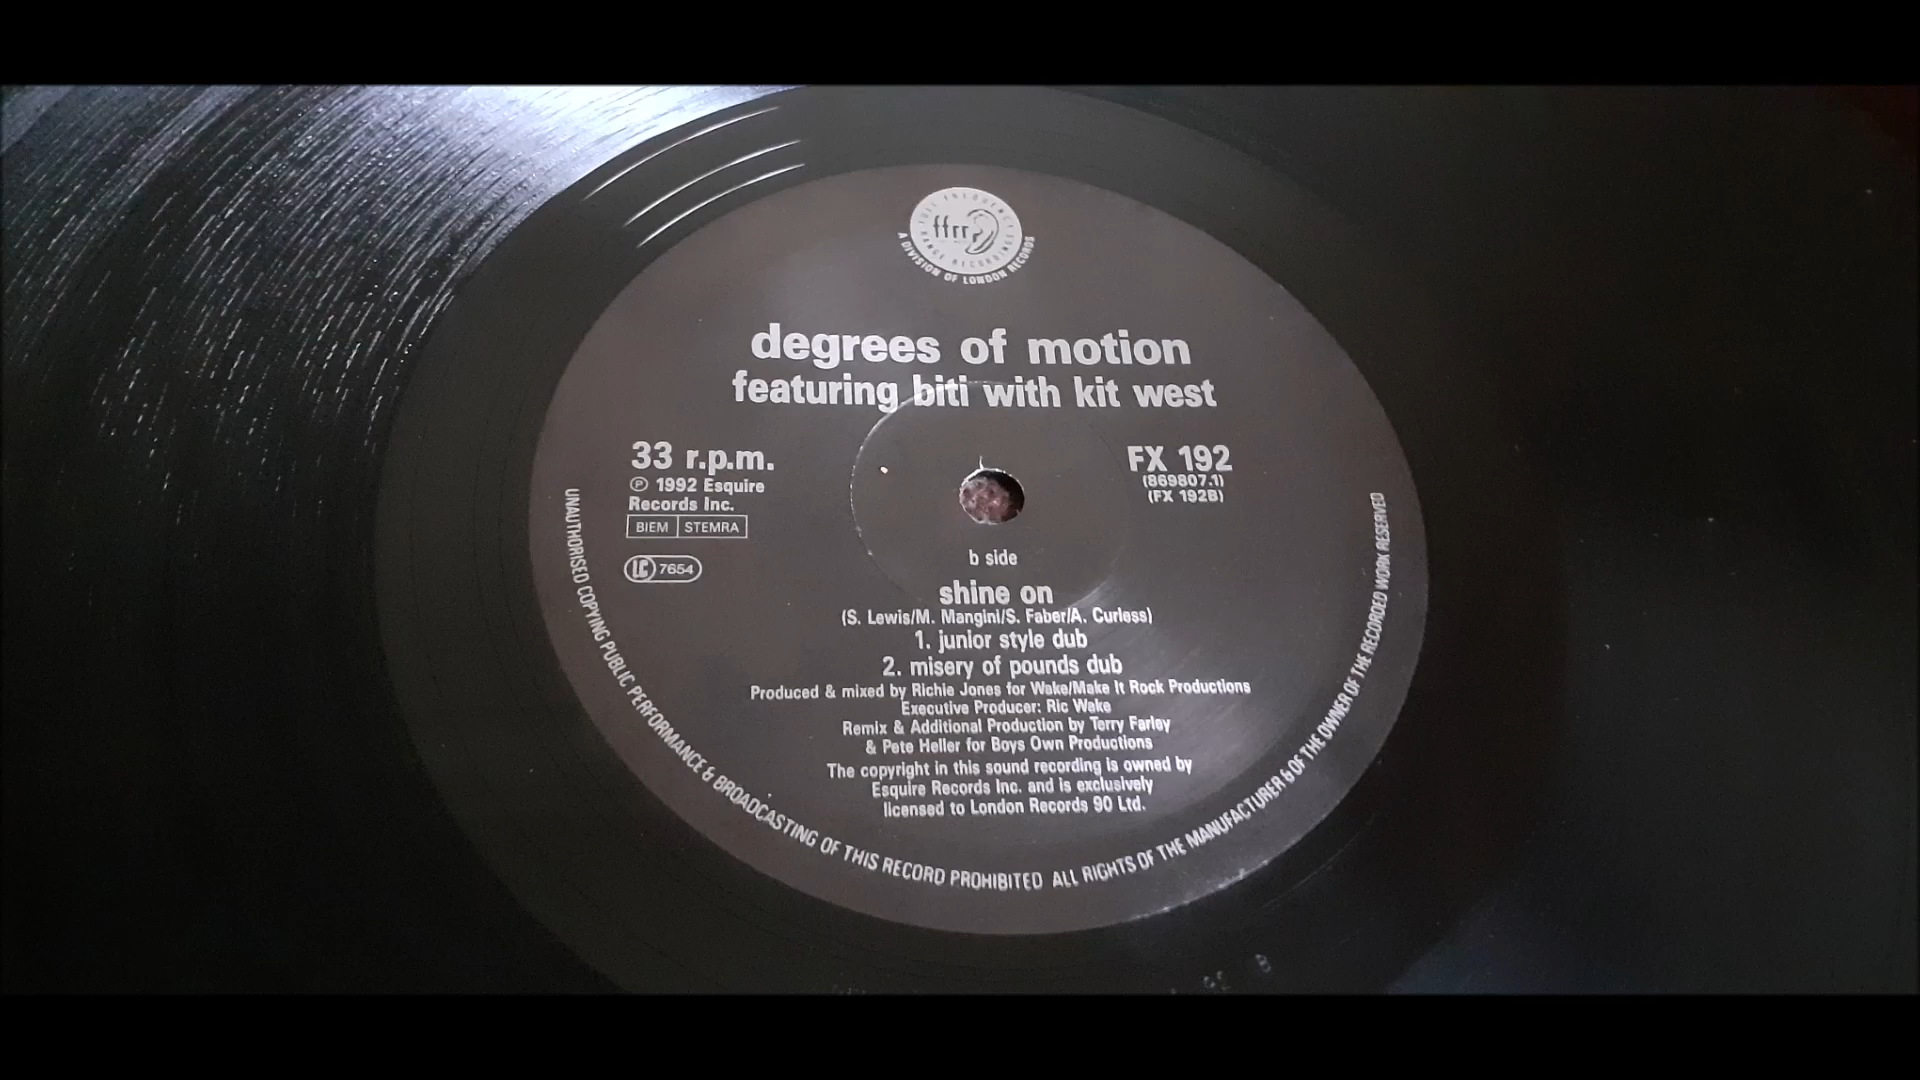 FULL FREQUENCY RANGE RECORDINGS
ffrr
A DIVISION OF LONDON RECORDS
degrees of motion
featuring biti with kit west
33 r.p.m.
℗ 1992 Esquire
Records Inc.
BIEM STEMRA
LC 7654
FX 192
(869807.1)
(FX 192B)
b side
shine on
(S. Lewis/M. Mangini/S. Faber/A. Curless)
1. junior style dub
2. misery of pounds dub
Produced & mixed by Richie Jones for Wake/Make It Rock Productions
Executive Producer: Ric Wake
Remix & Additional Production by Terry Farley
& Pete Heller for Boys Own Productions
The copyright in this sound recording is owned by
Esquire Records Inc. and is exclusively
licensed to London Records 90 Ltd.
UNAUTHORISED COPYING PUBLIC PERFORMANCE & BROADCASTING OF THIS RECORD PROHIBITED ALL RIGHTS OF THE MANUFACTURER & OF THE OWNER OF THE RECORDED WORK RESERVED